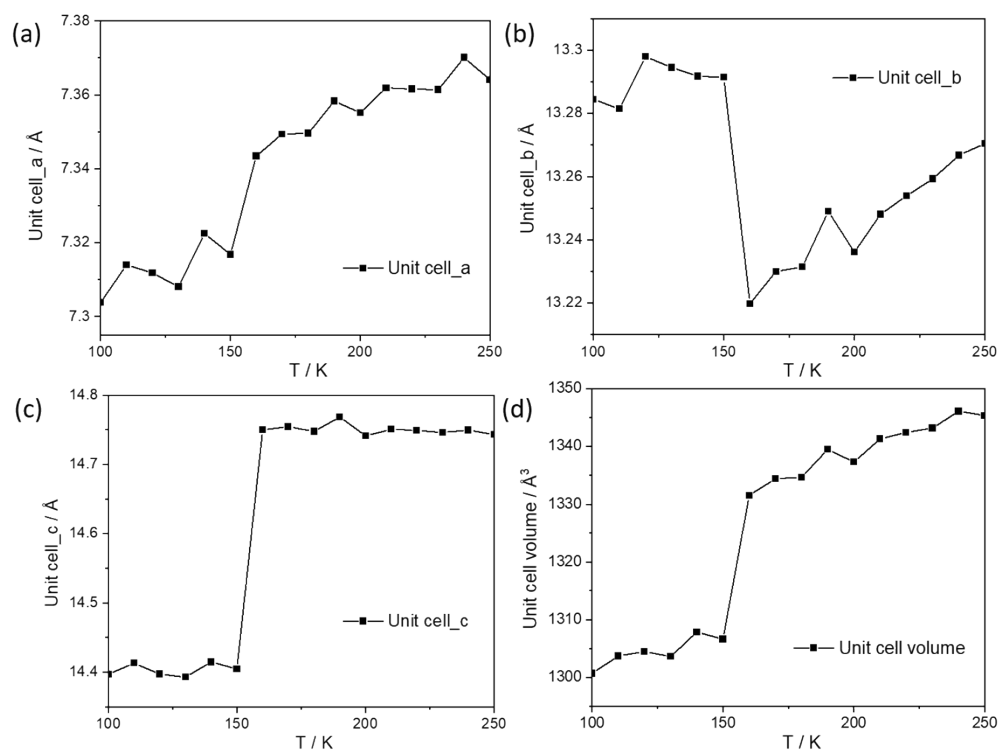 (a)
7.38
7.36
7.34
7.32
7.3
Unit cell_a / Å
Unit cell_a
100
150
200
250
T / K
(b)
13.3
13.28
13.26
13.24
13.22
Unit cell_b / Å
Unit cell_b
100
150
200
250
T / K
(c)
14.8
14.7
14.6
14.5
14.4
Unit cell_c / Å
Unit cell_c
100
150
200
250
T / K
(d)
1350
1340
1330
1320
1310
1300
Unit cell volume / Å³
Unit cell volume
100
150
200
250
T / K